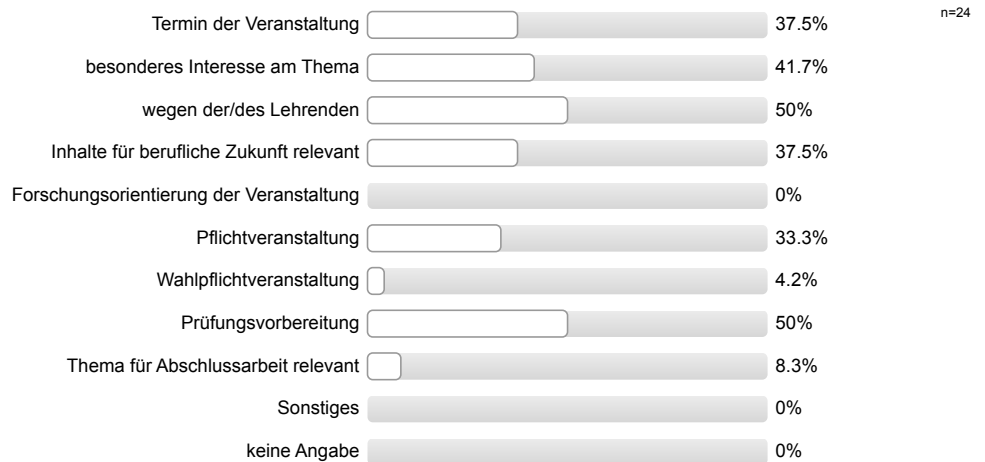 n=24
Termin der Veranstaltung 37.5%
besonderes Interesse am Thema 41.7%
wegen der/des Lehrenden 50%
Inhalte für berufliche Zukunft relevant 37.5%
Forschungsorientierung der Veranstaltung 0%
Pflichtveranstaltung 33.3%
Wahlpflichtveranstaltung 4.2%
Prüfungsvorbereitung 50%
Thema für Abschlussarbeit relevant 8.3%
Sonstiges 0%
keine Angabe 0%